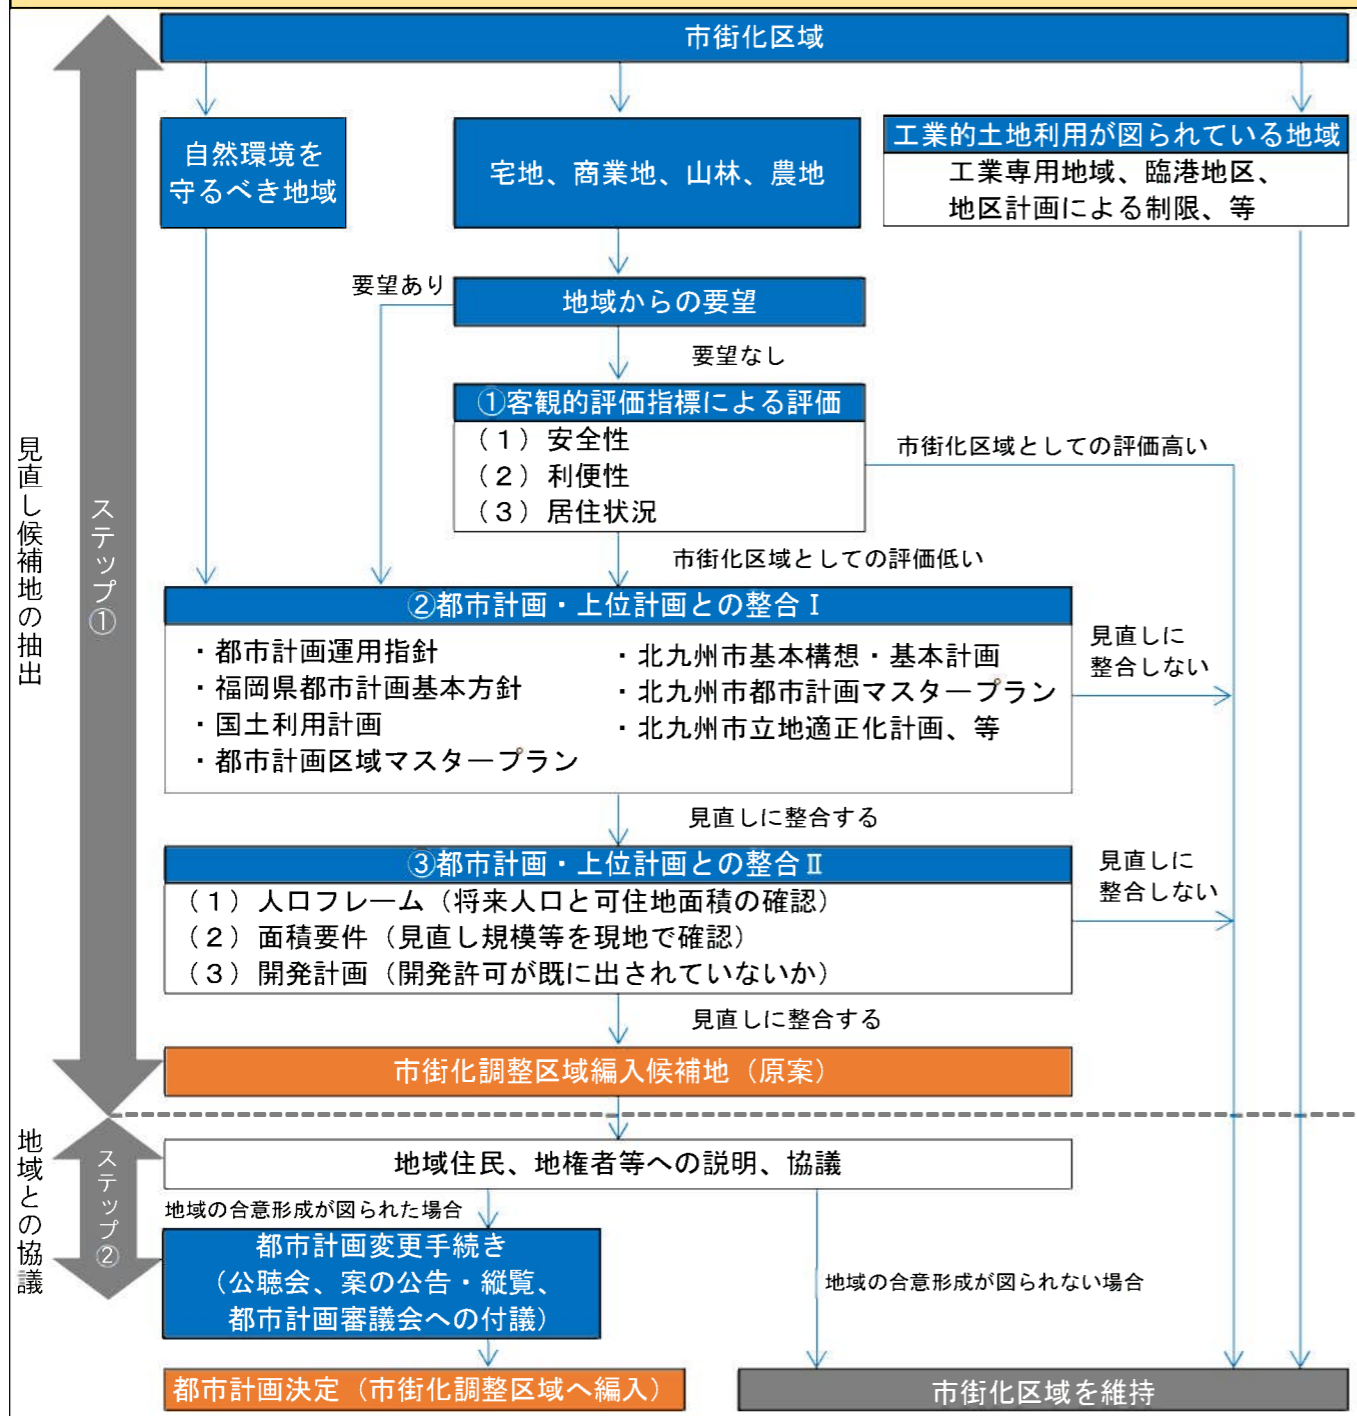 市街化区域
自然環境を
守るべき地域
宅地、商業地、山林、農地
工業的土地利用が図られている地域
工業専用地域、臨港地区、
地区計画による制限、等
要望あり
地域からの要望
要望なし
①客観的評価指標による評価
（１）安全性
（２）利便性
（３）居住状況
市街化区域としての評価高い
市街化区域としての評価低い
見直し候補地の抽出
ステップ①
②都市計画・上位計画との整合Ⅰ
・都市計画運用指針
・福岡県都市計画基本方針
・国土利用計画
・都市計画区域マスタープラン
・北九州市基本構想・基本計画
・北九州市都市計画マスタープラン
・北九州市立地適正化計画、等
見直しに
整合しない
見直しに整合する
③都市計画・上位計画との整合Ⅱ
（１）人口フレーム（将来人口と可住地面積の確認）
（２）面積要件（見直し規模等を現地で確認）
（３）開発計画（開発許可が既に出されていないか）
見直しに
整合しない
見直しに整合する
市街化調整区域編入候補地（原案）
地域との協議
ステップ②
地域住民、地権者等への説明、協議
地域の合意形成が図られた場合
都市計画変更手続き
（公聴会、案の公告・縦覧、
都市計画審議会への付議）
地域の合意形成が図られない場合
都市計画決定（市街化調整区域へ編入）
市街化区域を維持